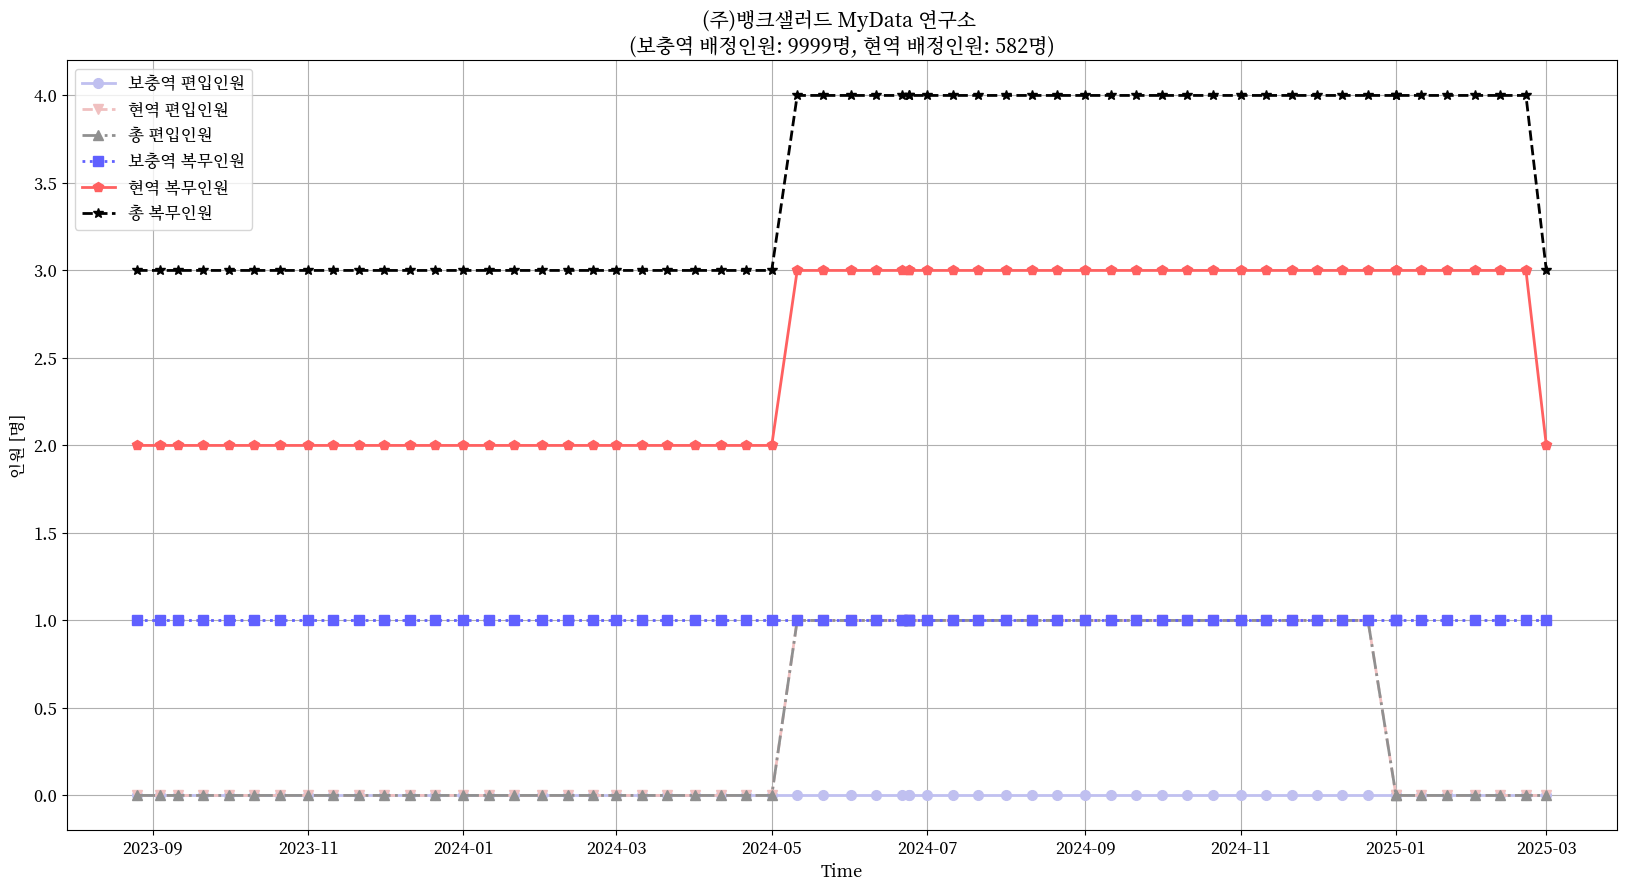 (주)뱅크샐러드 MyData 연구소
(보충역 배정인원: 9999명, 현역 배정인원: 582명)
보충역 편입인원
현역 편입인원
총 편입인원
보충역 복무인원
현역 복무인원
총 복무인원
4.0
3.5
3.0
2.5
2.0
1.5
1.0
0.5
0.0
인원 [명]
2023-09 2023-11 2024-01 2024-03 2024-05 2024-07 2024-09 2024-11 2025-01 2025-03
Time